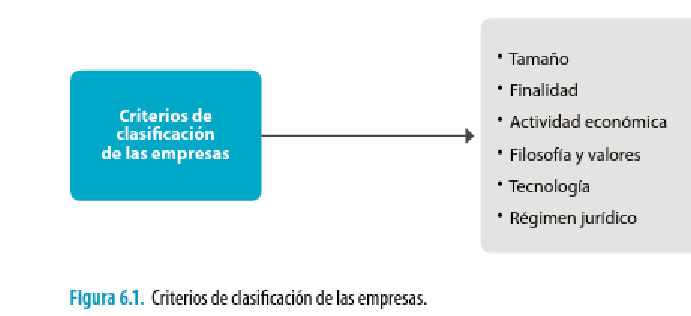 Criterios de
clasificación
de las empresas
• Tamaño
• Finalidad
• Actividad económica
• Filosofía y valores
• Tecnología
• Régimen jurídico
Figura 6.1. Criterios de clasificación de las empresas.